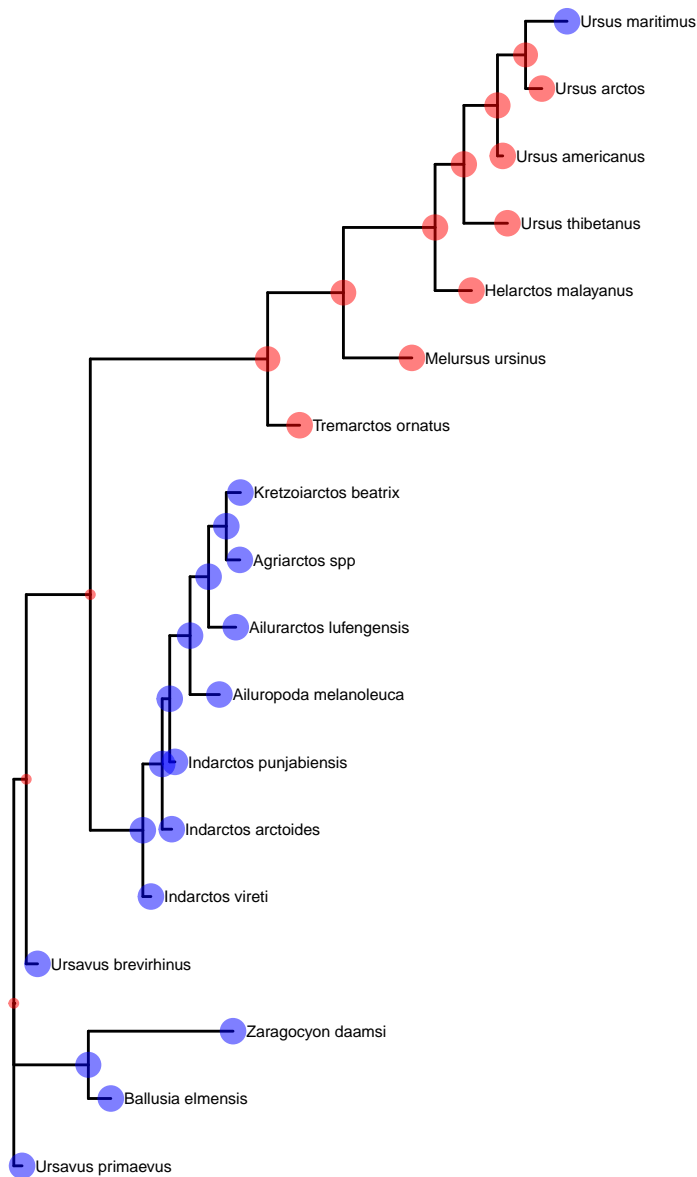 Ursus maritimus
Ursus arctos
Ursus americanus
Ursus thibetanus
Helarctos malayanus
Melursus ursinus
Tremarctos ornatus
Kretzoiarctos beatrix
Agriarctos spp
Ailurarctos lufengensis
Ailuropoda melanoleuca
Indarctos punjabiensis
Indarctos arctoides
Indarctos vireti
Ursavus brevirhinus
Zaragocyon daamsi
Ballusia elmensis
Ursavus primaevus